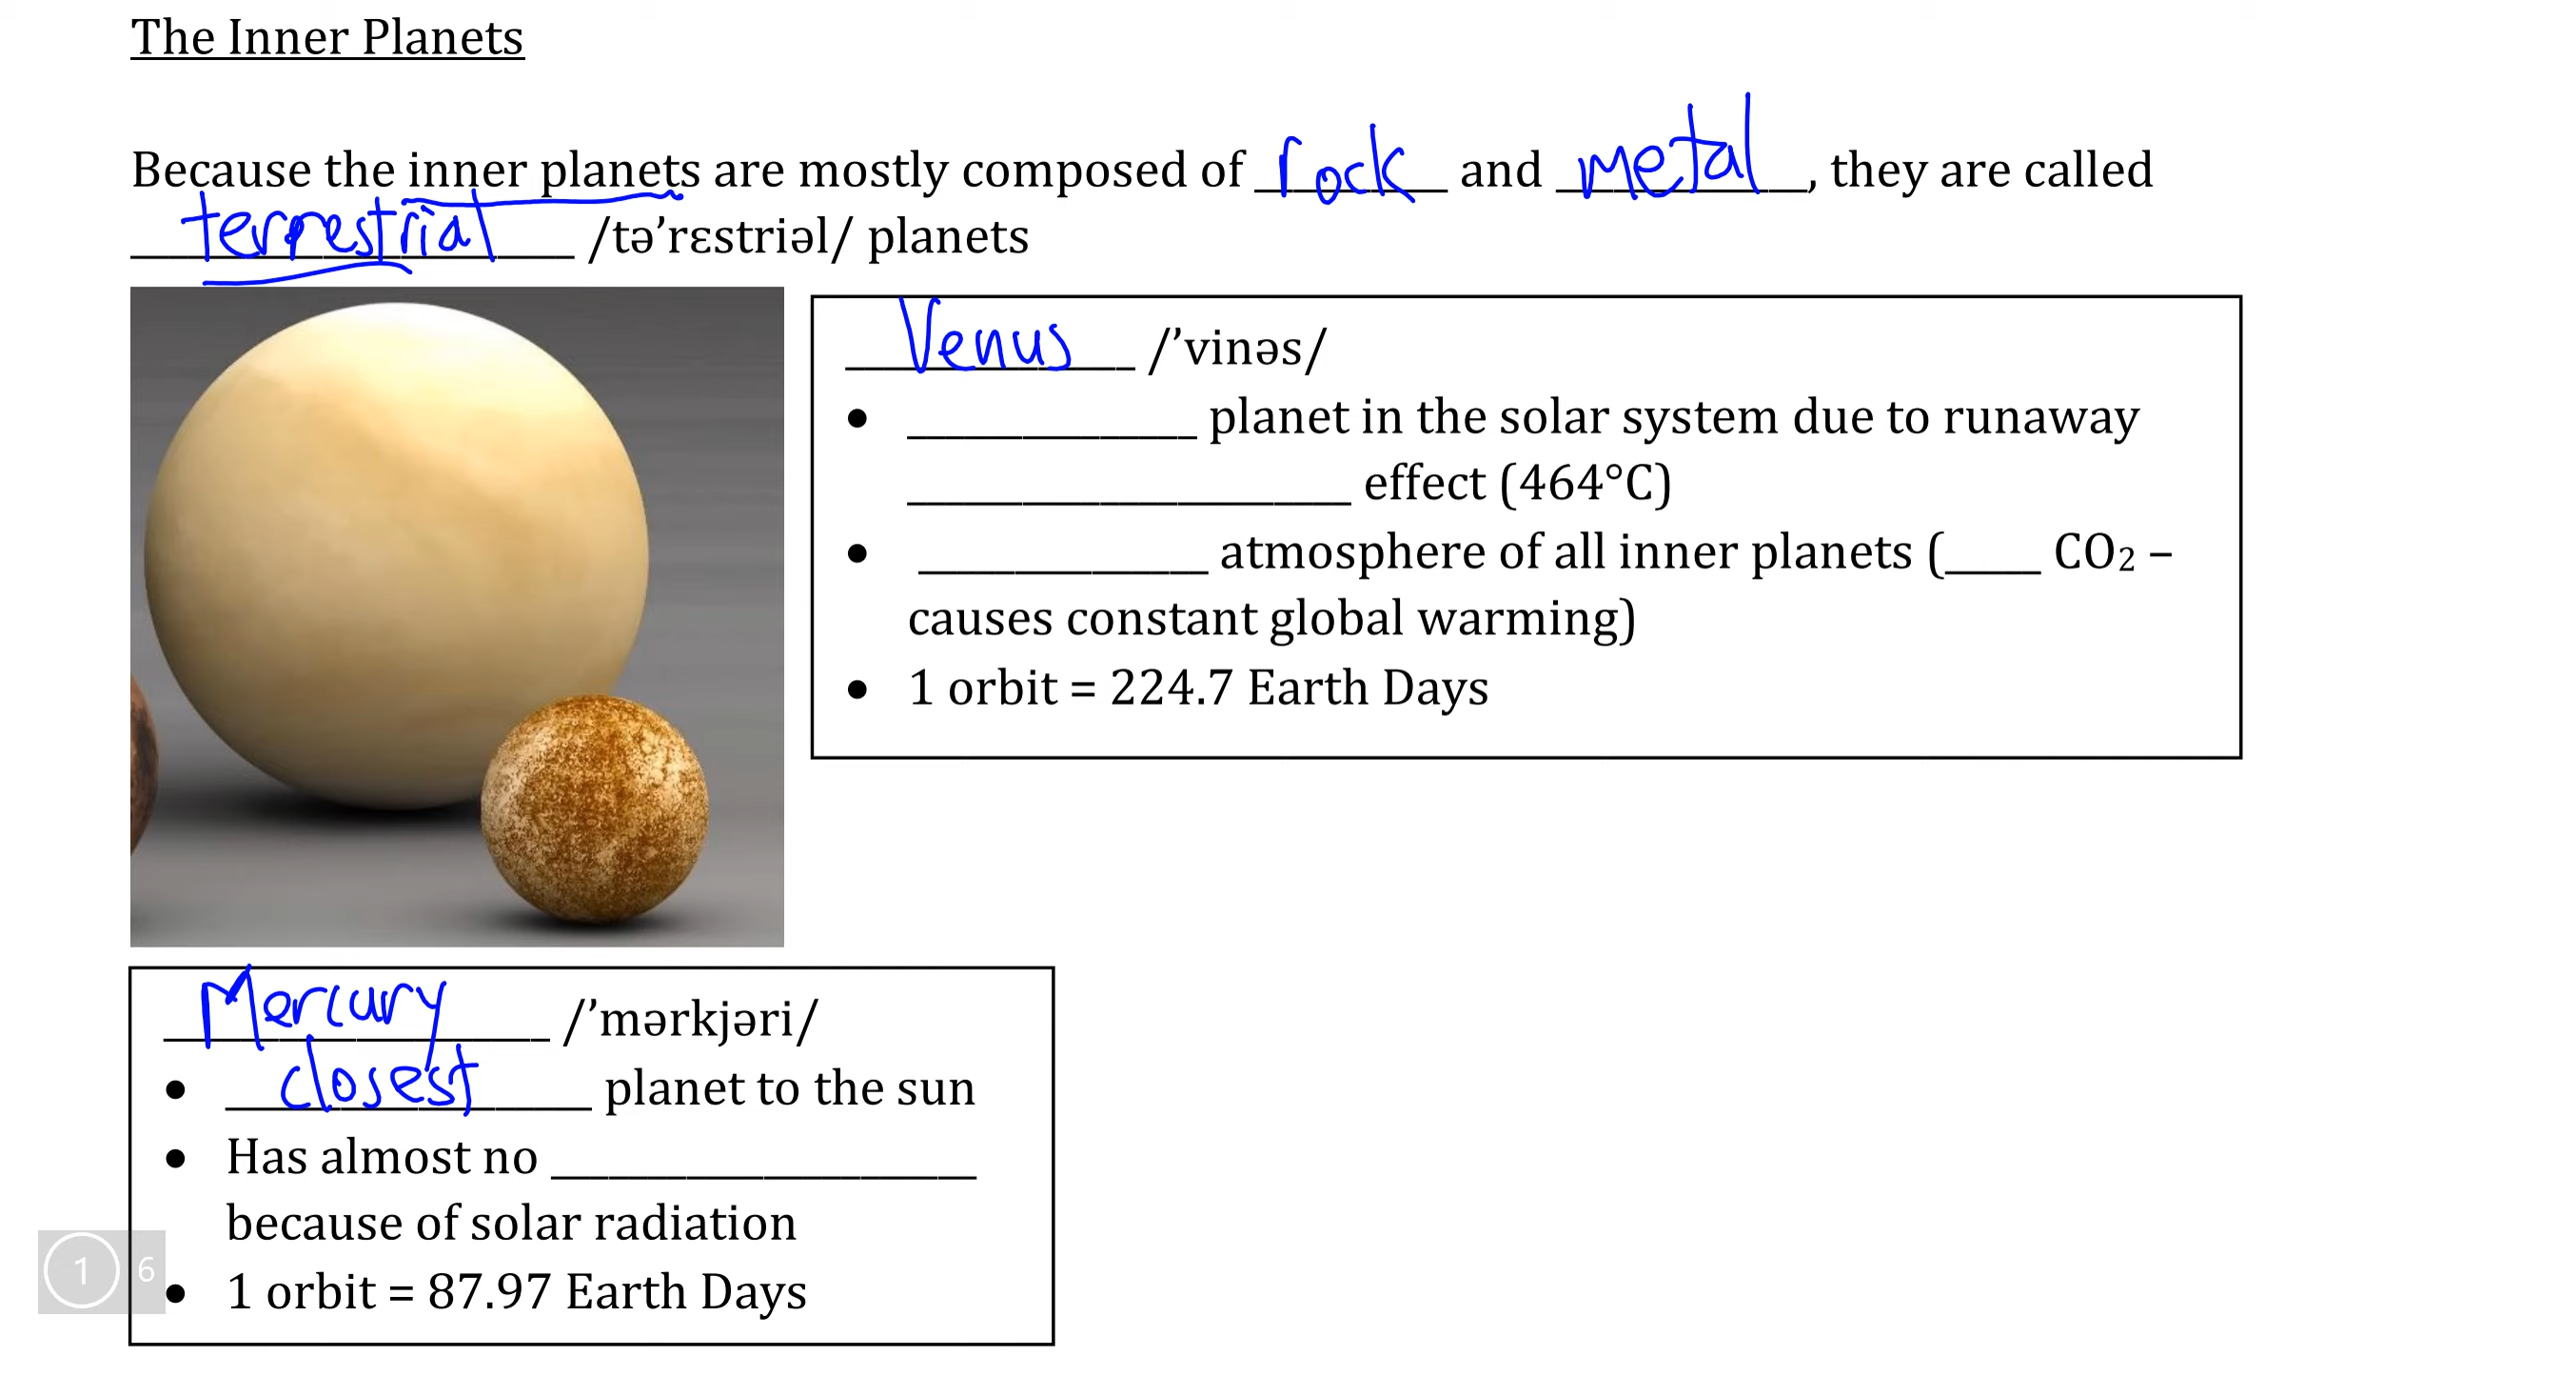 The Inner Planets
Because the inner planets are mostly composed of rock and metal, they are called
terrestrial /tə’rɛstriəl/ planets
Venus /’vinəs/
● ____________ planet in the solar system due to runaway
____________ effect (464°C)
● ____________ atmosphere of all inner planets (____ CO₂ –
causes constant global warming)
● 1 orbit = 224.7 Earth Days
Mercury /’mərkjəri/
● closest planet to the sun
● Has almost no ____________
because of solar radiation
● 1 orbit = 87.97 Earth Days
1 6